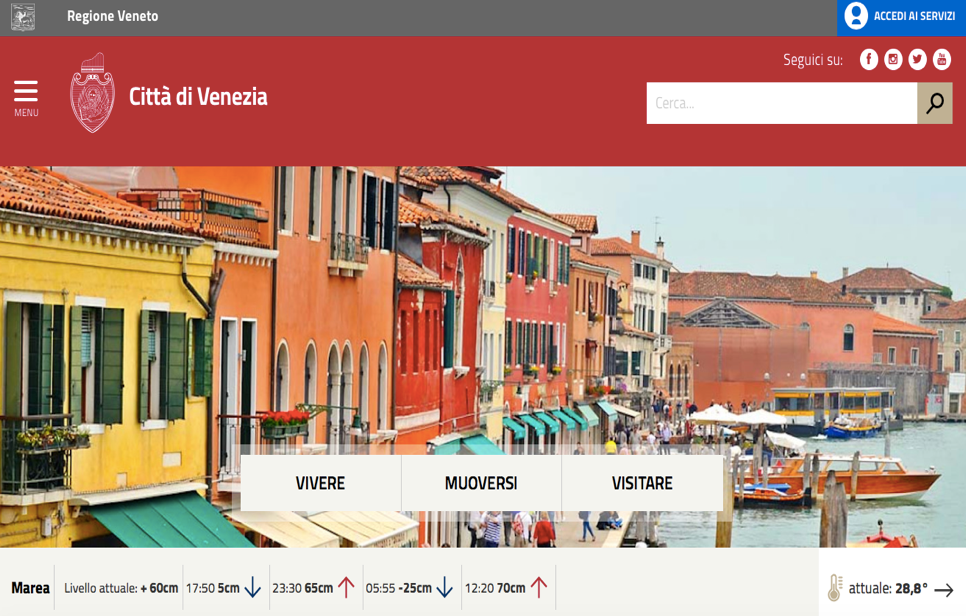 Regione Veneto
ACCEDI AI SERVIZI
Seguici su:
MENU
Città di Venezia
Cerca...
VIVERE MUOVERSI VISITARE
Marea Livello attuale: + 60cm 17:50 5cm 23:30 65cm 05:55 -25cm 12:20 70cm attuale: 28,8°